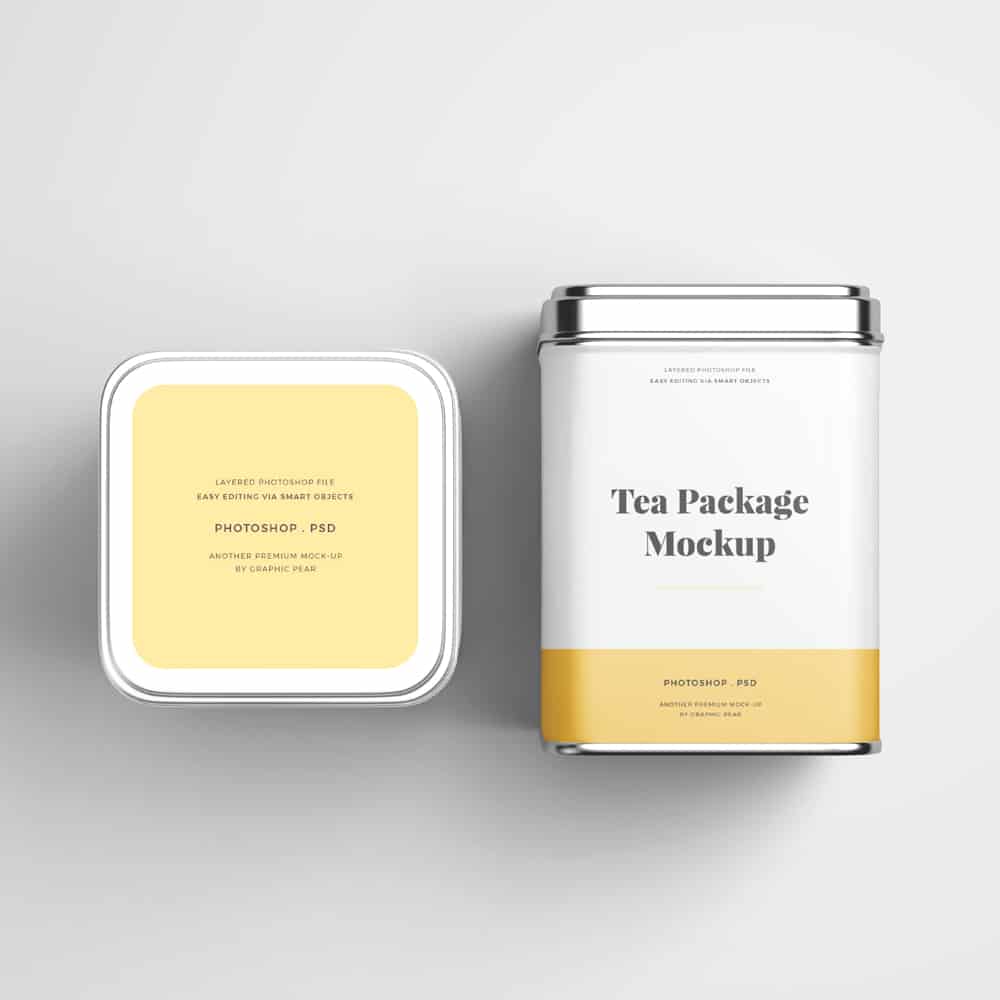 LAYERED PHOTOSHOP FILE
EASY EDITING VIA SMART OBJECTS
PHOTOSHOP . PSD
ANOTHER PREMIUM MOCK-UP
BY GRAPHIC PEAR
LAYERED PHOTOSHOP FILE
EASY EDITING VIA SMART OBJECTS
Tea Package
Mockup
PHOTOSHOP . PSD
ANOTHER PREMIUM MOCK-UP
BY GRAPHIC PEAR